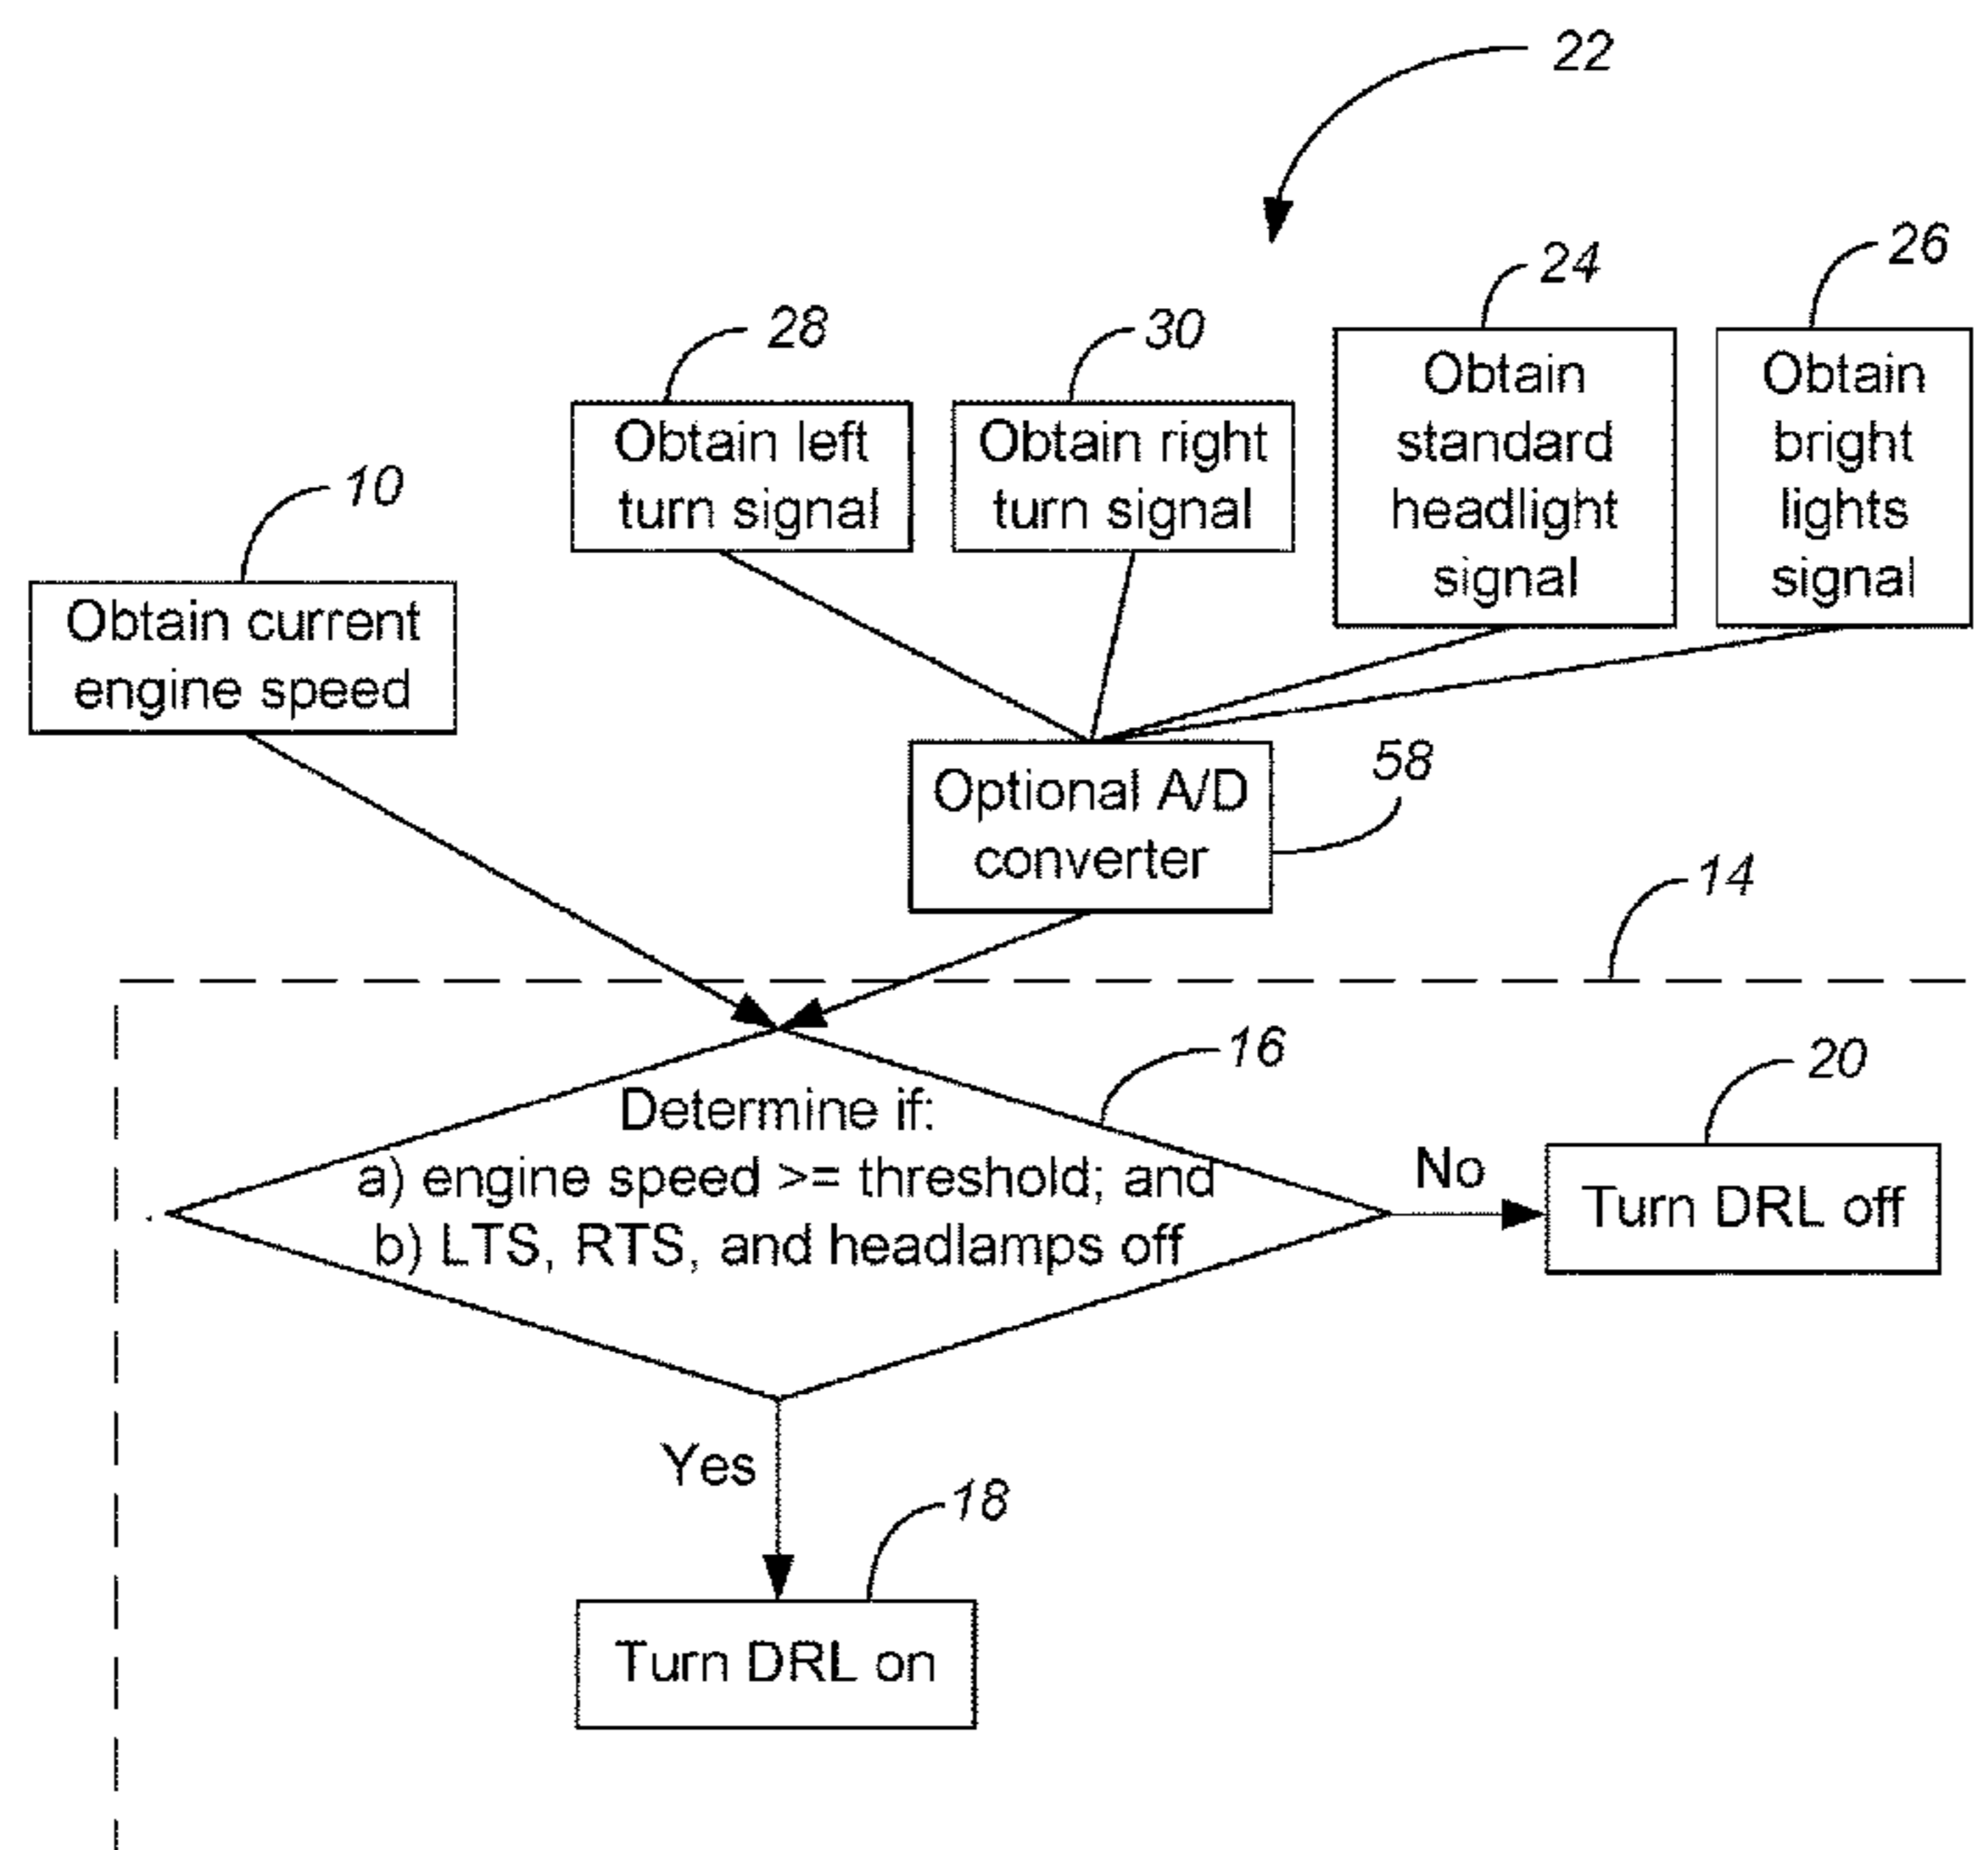 22
24
26
28
30
Obtain
standard
headlight
signal
Obtain
bright
lights
signal
Obtain left
turn signal
Obtain right
turn signal
10
Obtain current
engine speed
58
Optional A/D
converter
14
16
20
Determine if:
a) engine speed >= threshold; and
b) LTS, RTS, and headlamps off
No
Turn DRL off
Yes
18
Turn DRL on